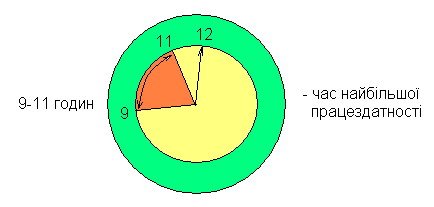 12
11
9
9-11 годин
- час найбільшої
працездатності